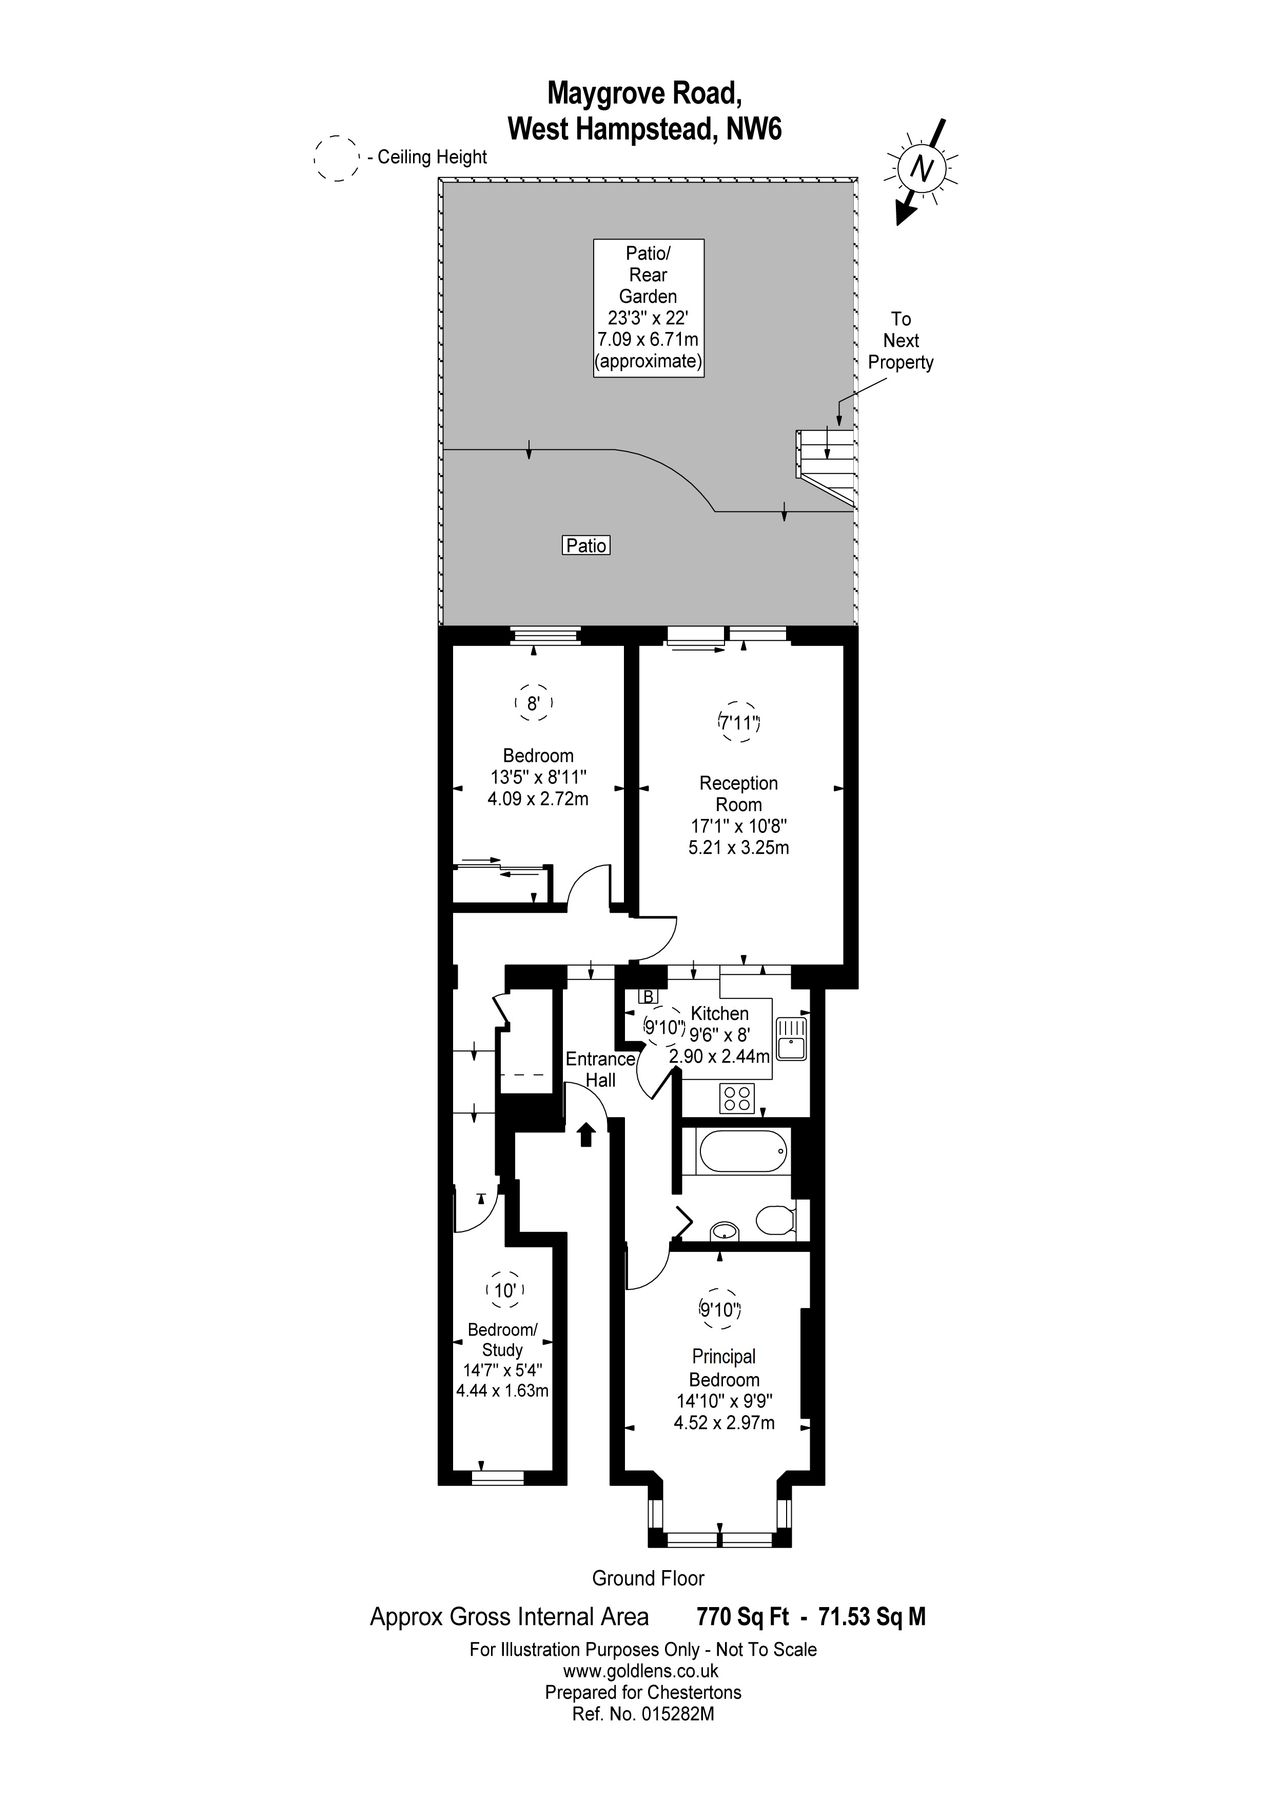 Maygrove Road,
West Hampstead, NW6
- Ceiling Height
N
Patio/
Rear
Garden
23'3" x 22'
7.09 x 6.71m
(approximate)
To
Next
Property
Patio
8'
Bedroom
13'5" x 8'11"
4.09 x 2.72m
7'11"
Reception
Room
17'1" x 10'8"
5.21 x 3.25m
B
Kitchen
9'10"
9'6" x 8'
2.90 x 2.44m
Entrance
Hall
10'
Bedroom/
Study
14'7" x 5'4"
4.44 x 1.63m
9'10"
Principal
Bedroom
14'10" x 9'9"
4.52 x 2.97m
Ground Floor
Approx Gross Internal Area 770 Sq Ft - 71.53 Sq M
For Illustration Purposes Only - Not To Scale
www.goldlens.co.uk
Prepared for Chestertons
Ref. No. 015282M